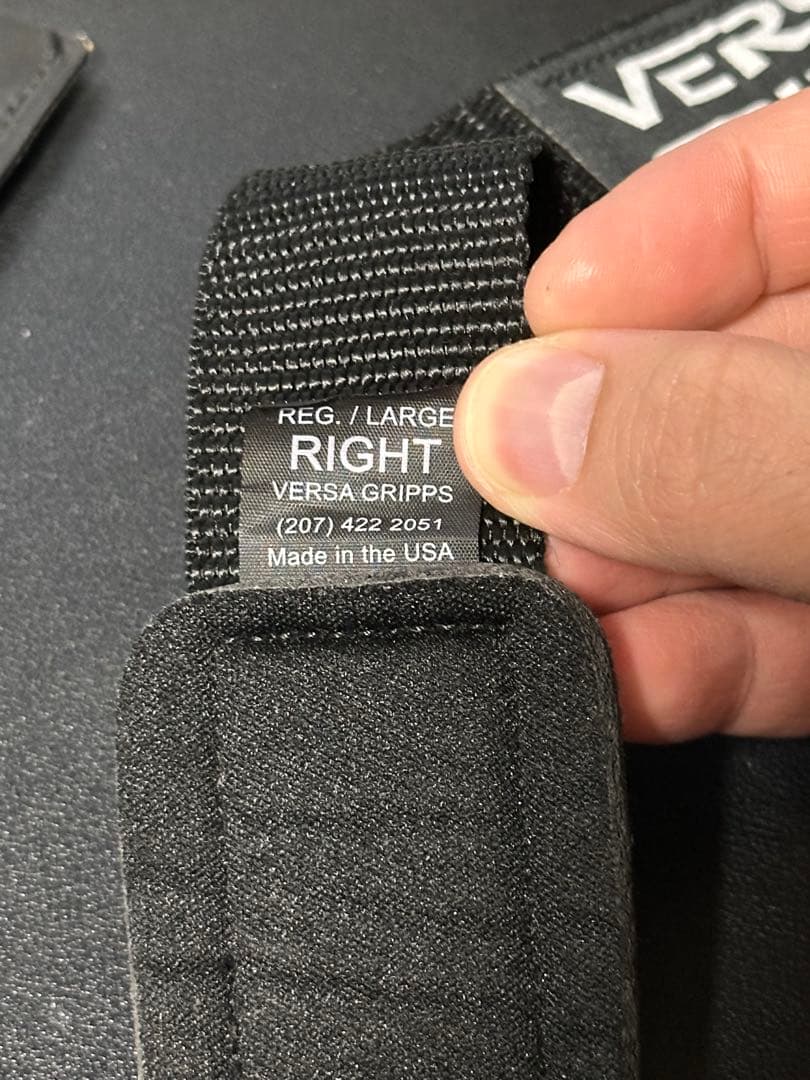 REG. / LARGE
RIGHT
VERSA GRIPPS
(207) 422 2051
Made in the USA